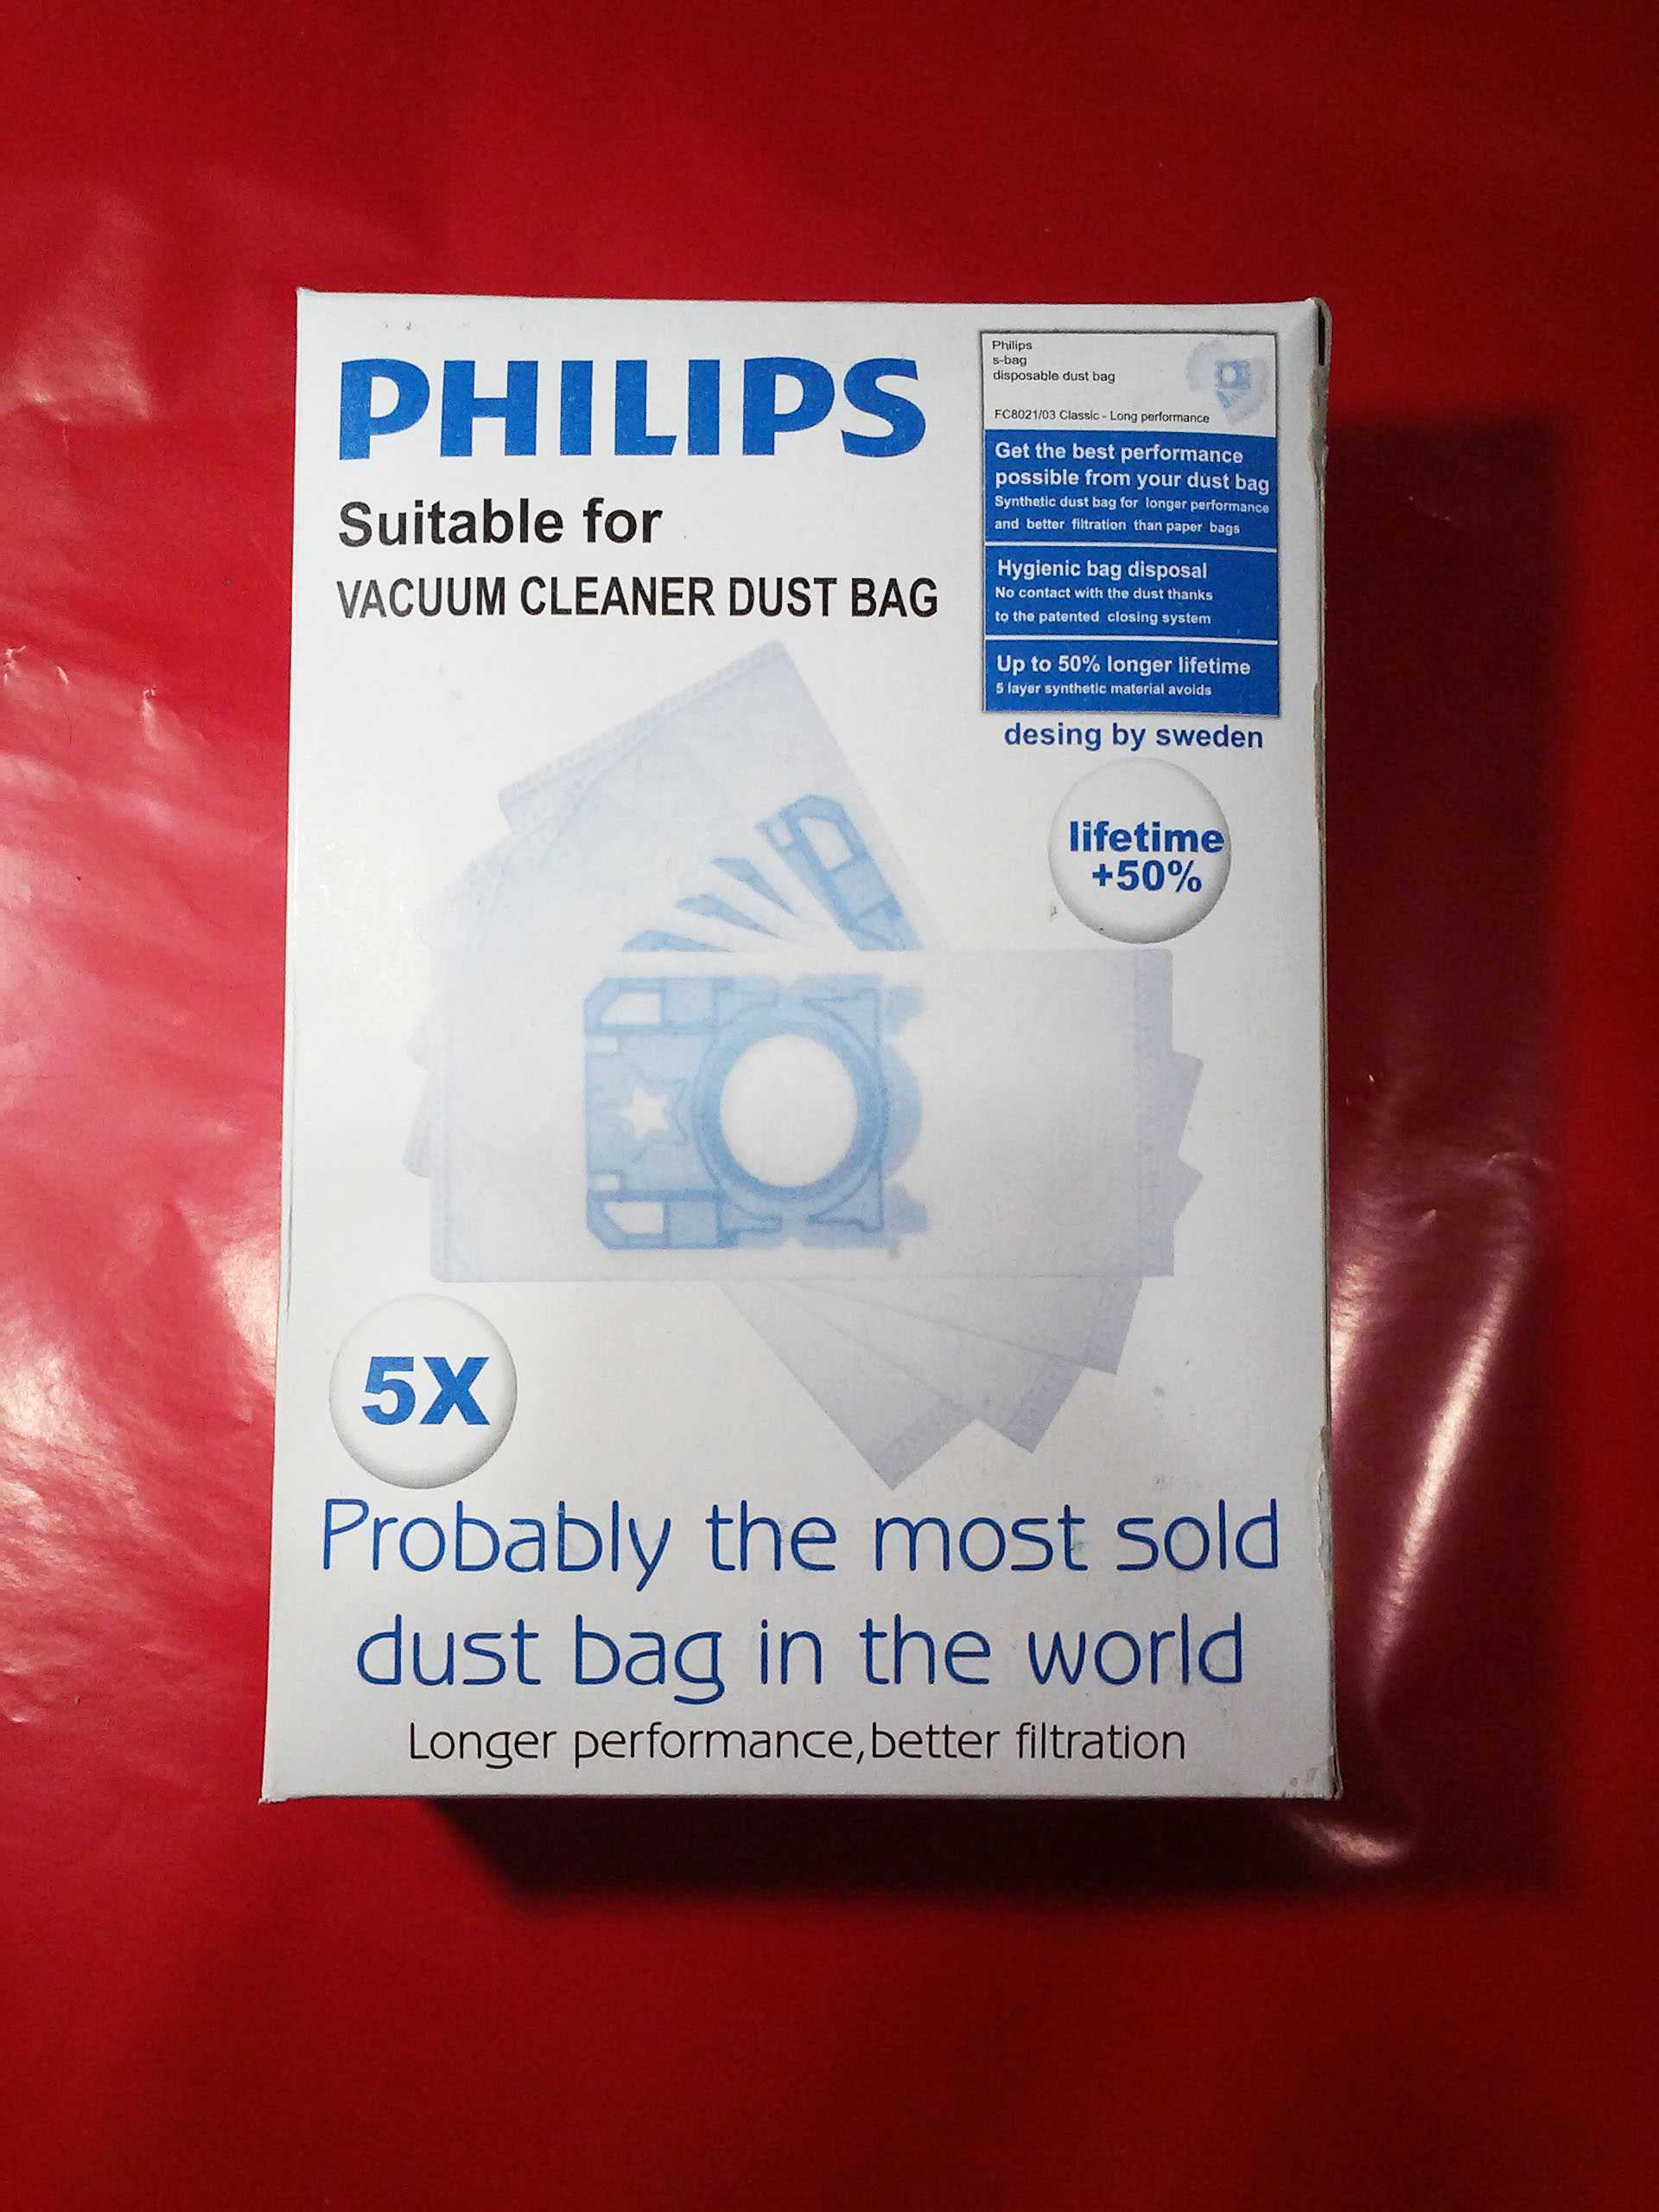 PHILIPS
Suitable for
VACUUM CLEANER DUST BAG
Philips
s-bag
disposable dust bag
FC8021/03 Classic - Long performance
Get the best performance
possible from your dust bag
Synthetic dust bag for longer performance
and better filtration than paper bags
Hygienic bag disposal
No contact with the dust thanks
to the patented closing system
Up to 50% longer lifetime
5 layer synthetic material avoids
desing by sweden
lifetime
+50%
5X
Probably the most sold
dust bag in the world
Longer performance,better filtration